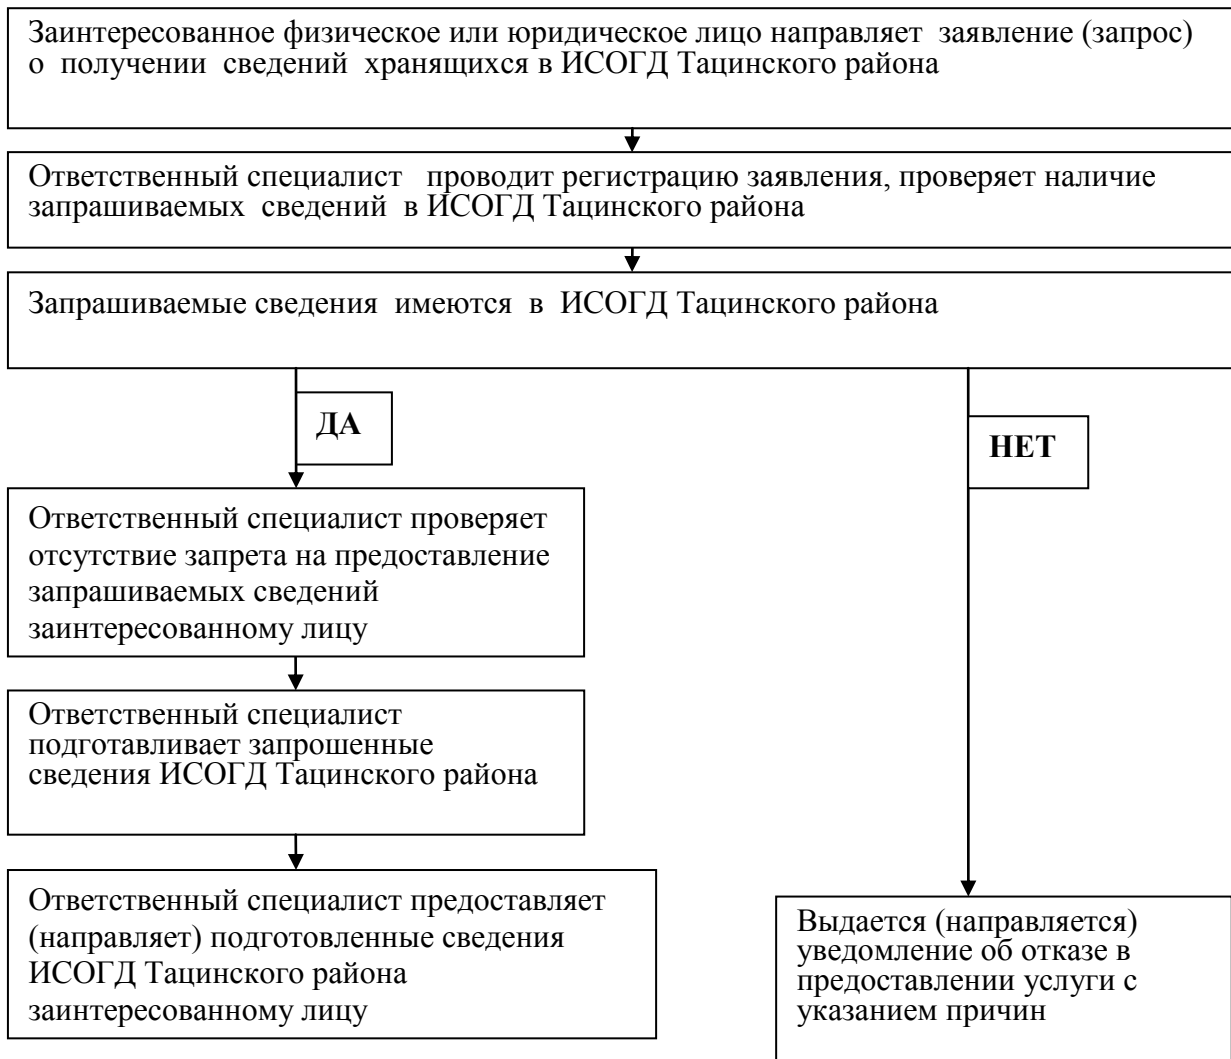 Заинтересованное физическое или юридическое лицо направляет  заявление (запрос)
о  получении  сведений  хранящихся в ИСОГД Тацинского района
Ответственный специалист   проводит регистрацию заявления, проверяет наличие
запрашиваемых  сведений  в ИСОГД Тацинского района
Запрашиваемые сведения  имеются  в  ИСОГД Тацинского района
ДА
НЕТ
Ответственный специалист проверяет
отсутствие запрета на предоставление
запрашиваемых сведений
заинтересованному лицу
Ответственный специалист
подготавливает запрошенные
сведения ИСОГД Тацинского района
Ответственный специалист предоставляет
(направляет) подготовленные сведения
ИСОГД Тацинского района
заинтересованному лицу
Выдается (направляется)
уведомление об отказе в
предоставлении услуги с
указанием причин